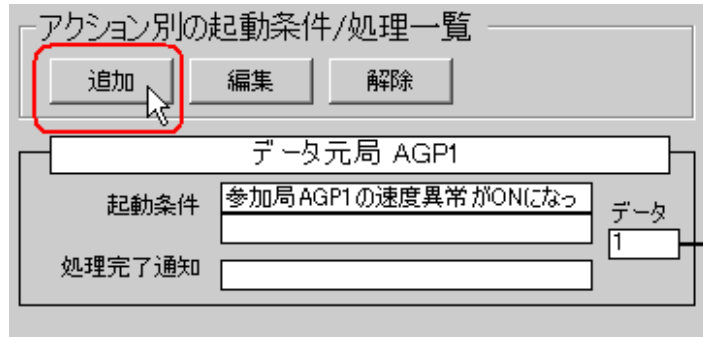 アクション別の起動条件/処理一覧
追加 編集 解除
データ元局 AGP1
起動条件 参加局AGP1の速度異常がONになっ
データ
1
処理完了通知